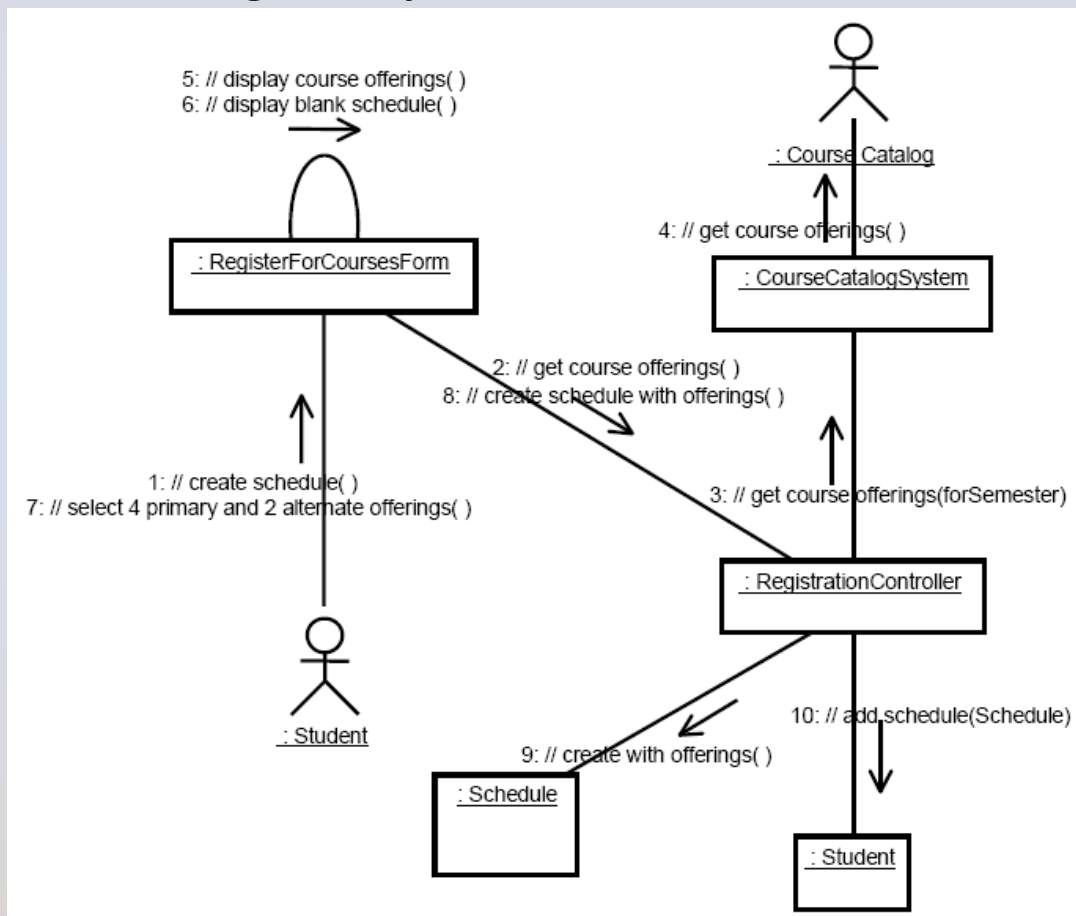 5: // display course offerings( )
6: // display blank schedule( )
: Course Catalog
4: // get course offerings( )
: RegisterForCoursesForm
: CourseCatalogSystem
2: // get course offerings( )
8: // create schedule with offerings( )
1: // create schedule( )
7: // select 4 primary and 2 alternate offerings( )
3: // get course offerings(forSemester)
: RegistrationController
: Student
10: // add schedule(Schedule)
9: // create with offerings( )
: Schedule
: Student